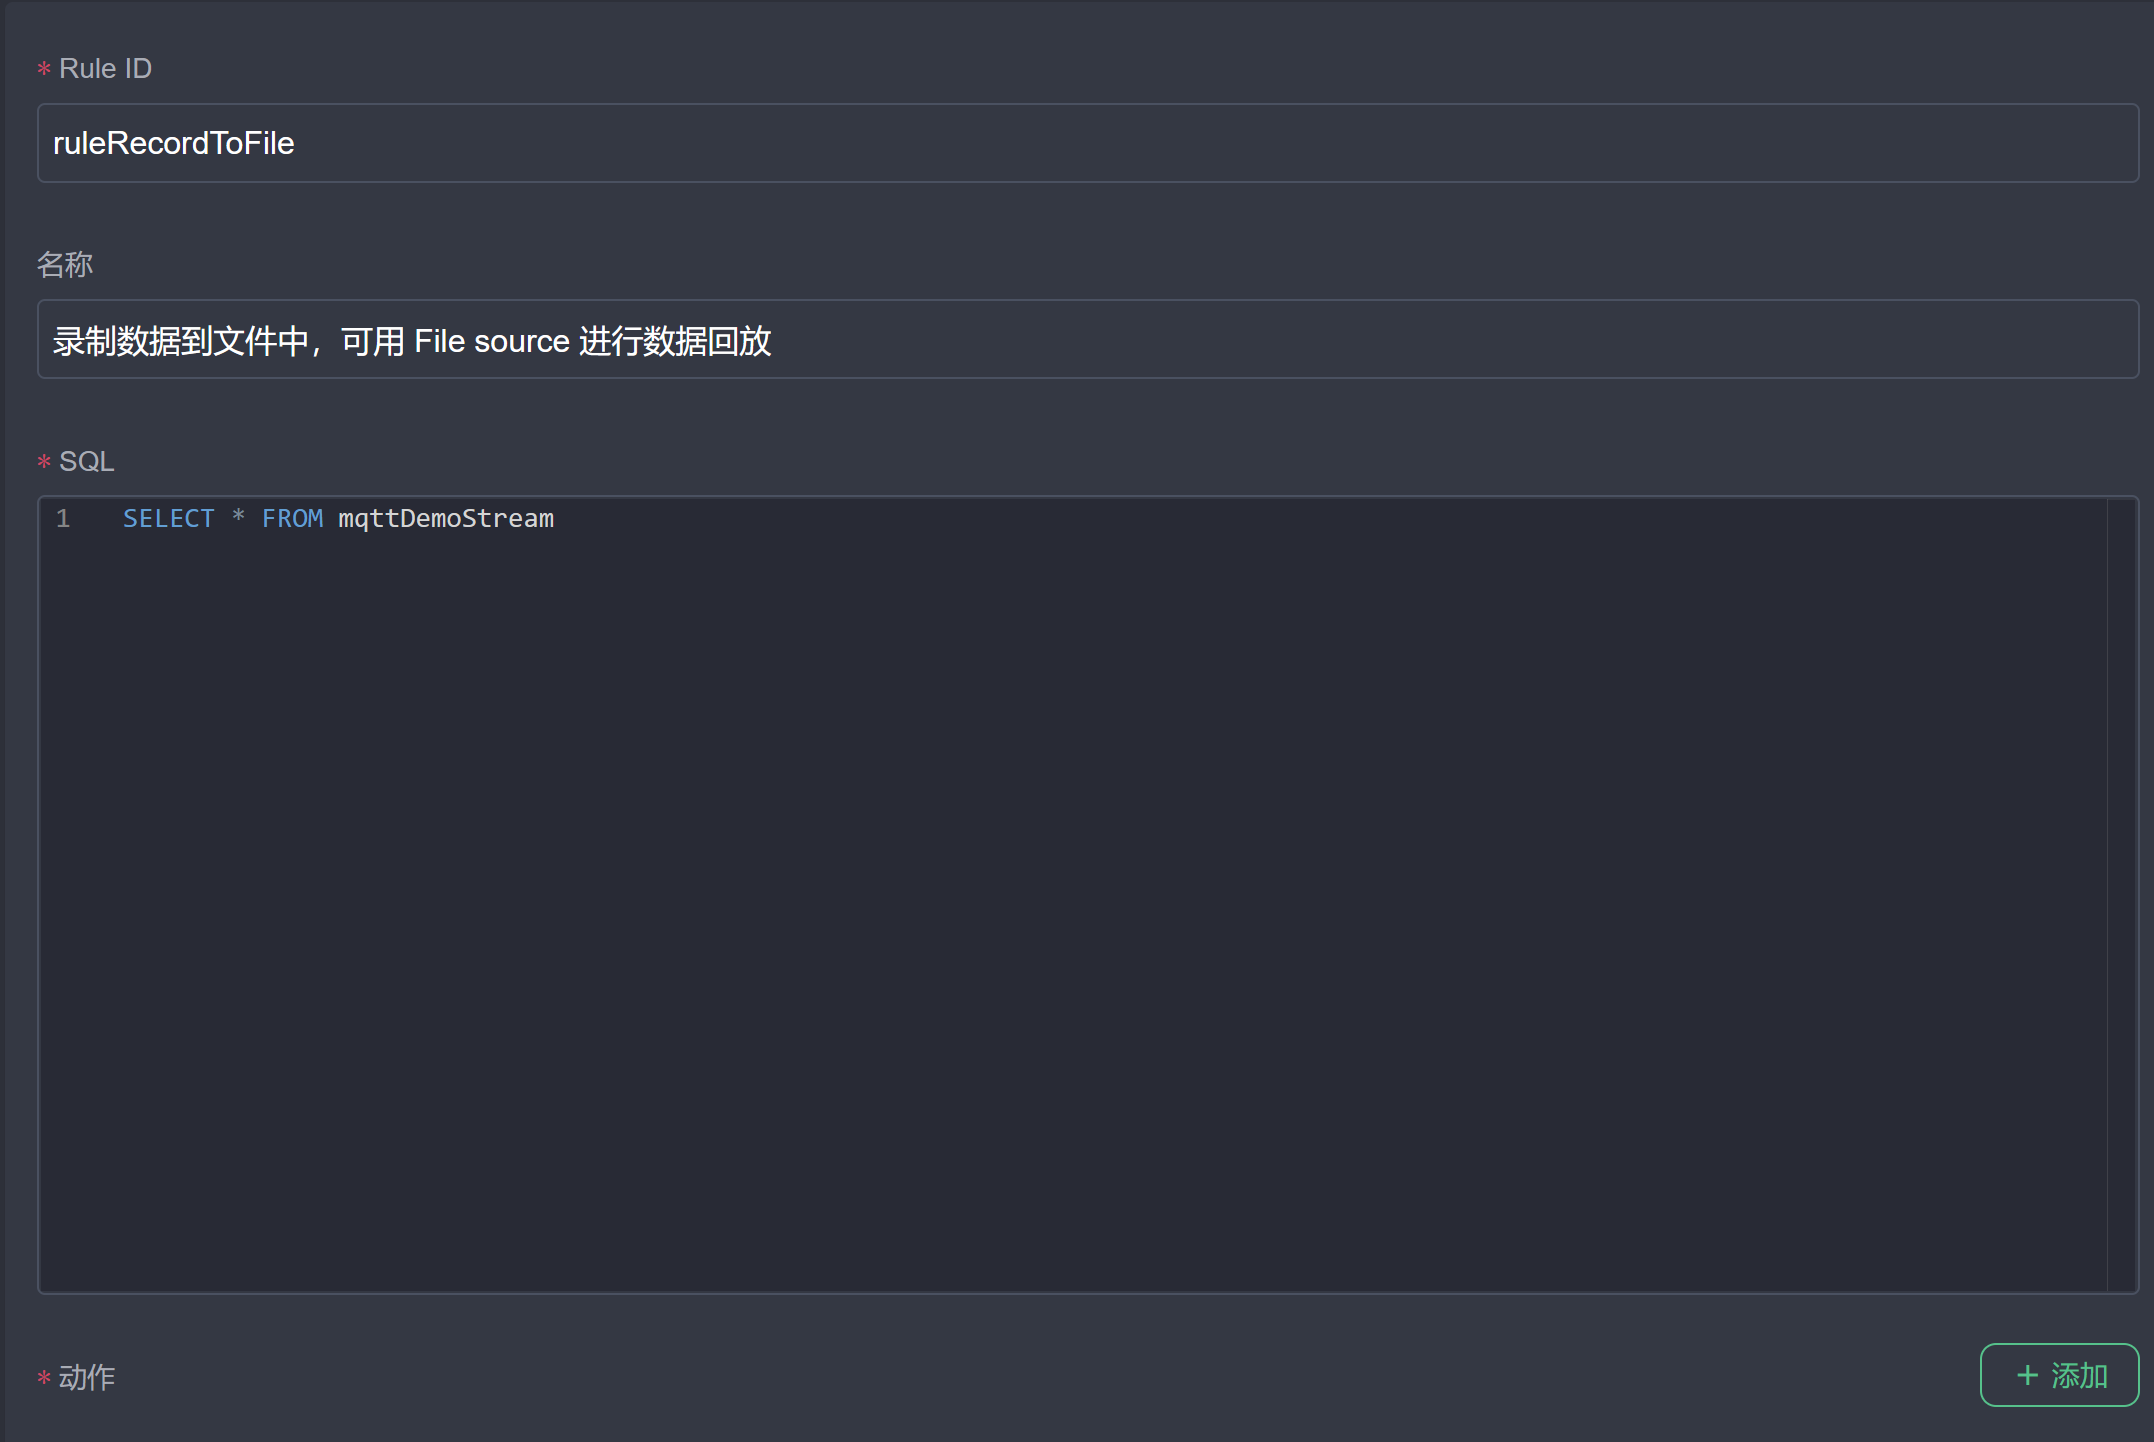 * Rule ID
ruleRecordToFile
名称
录制数据到文件中，可用 File source 进行数据回放
* SQL
1 SELECT * FROM mqttDemoStream
* 动作
+ 添加